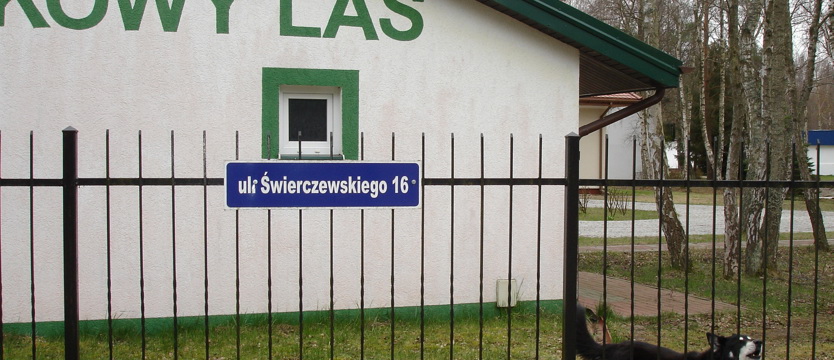 KOWY LAS
ul. Świerczewskiego 16